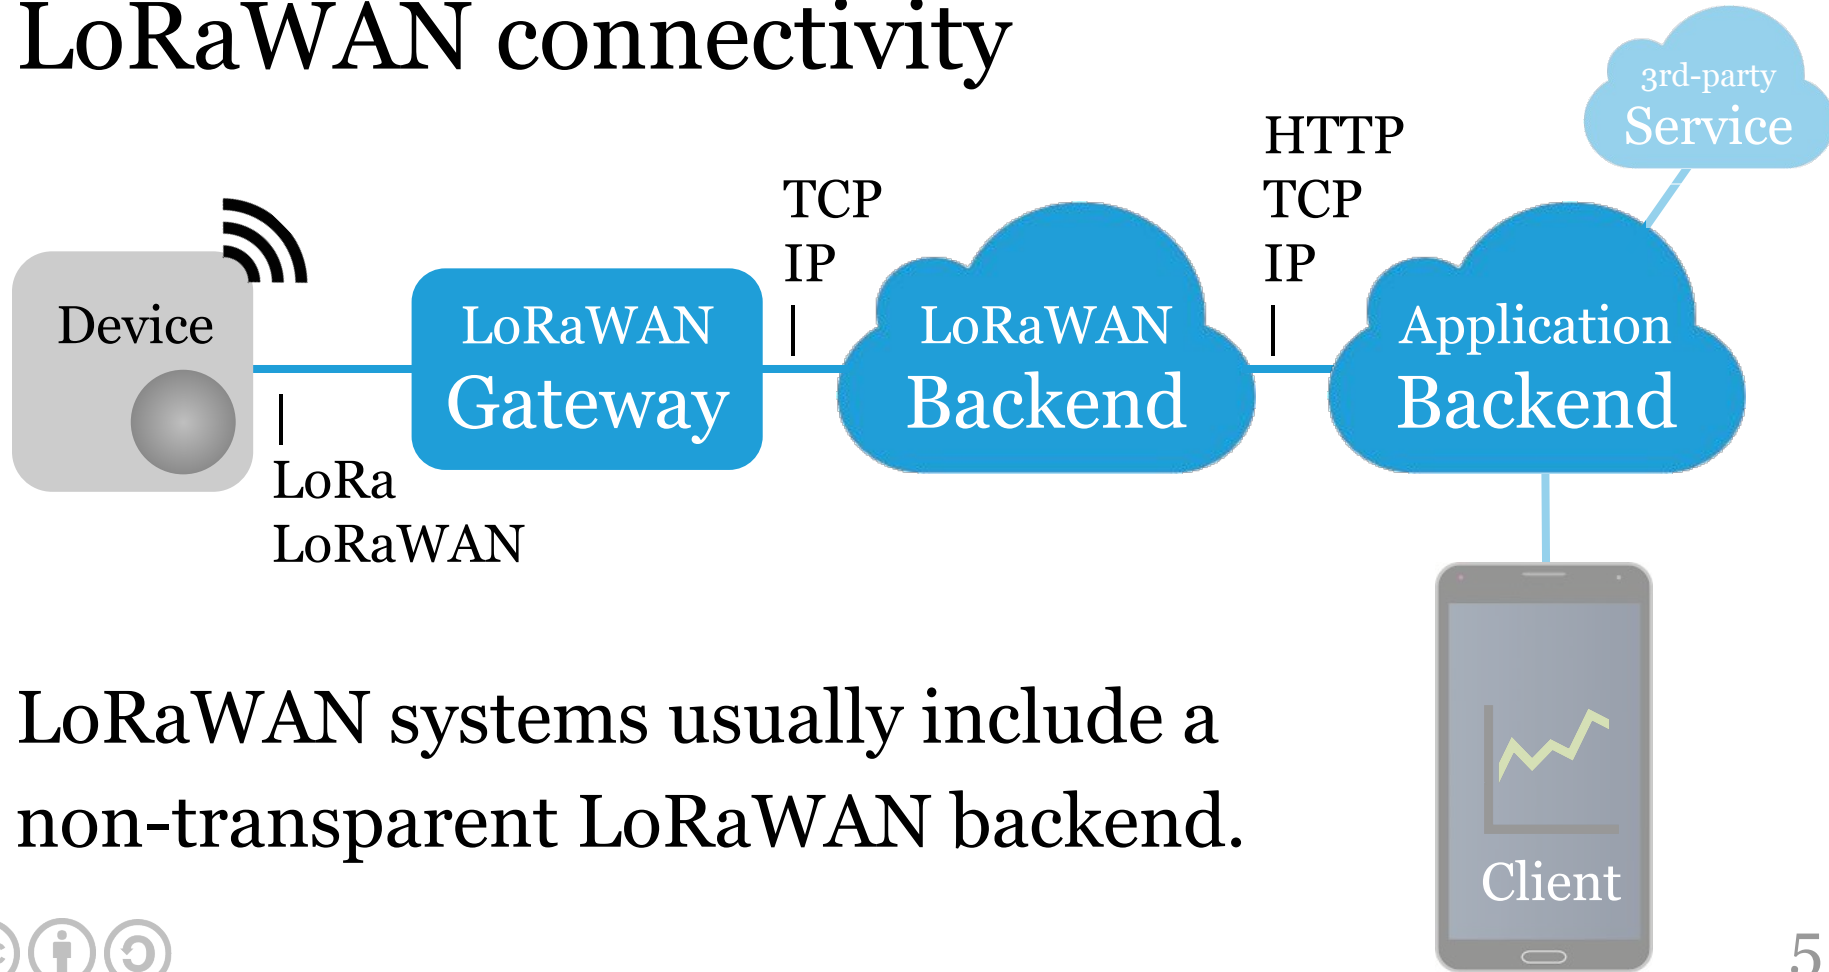 LoRaWAN connectivity
3rd-party
Service
HTTP
TCP
IP
TCP
IP
Device
LoRaWAN
Gateway
LoRaWAN
Backend
Application
Backend
LoRa
LoRaWAN
LoRaWAN systems usually include a
non-transparent LoRaWAN backend.
Client
5